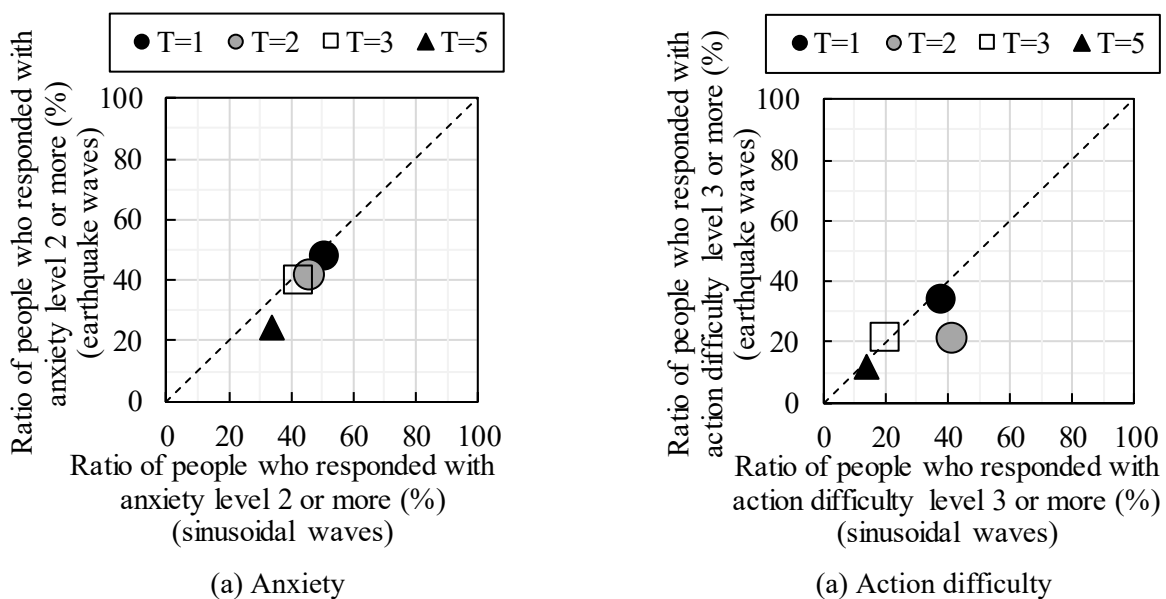 T=1 T=2 T=3 T=5
Ratio of people who responded with
anxiety level 2 or more (%)
(earthquake waves)
100
80
60
40
20
0
0 20 40 60 80 100
Ratio of people who responded with
anxiety level 2 or more (%)
(sinusoidal waves)
(a) Anxiety
T=1 T=2 T=3 T=5
Ratio of people who responded with
action difficulty level 3 or more (%)
(earthquake waves)
100
80
60
40
20
0
0 20 40 60 80 100
Ratio of people who responded with
action difficulty level 3 or more (%)
(sinusoidal waves)
(a) Action difficulty